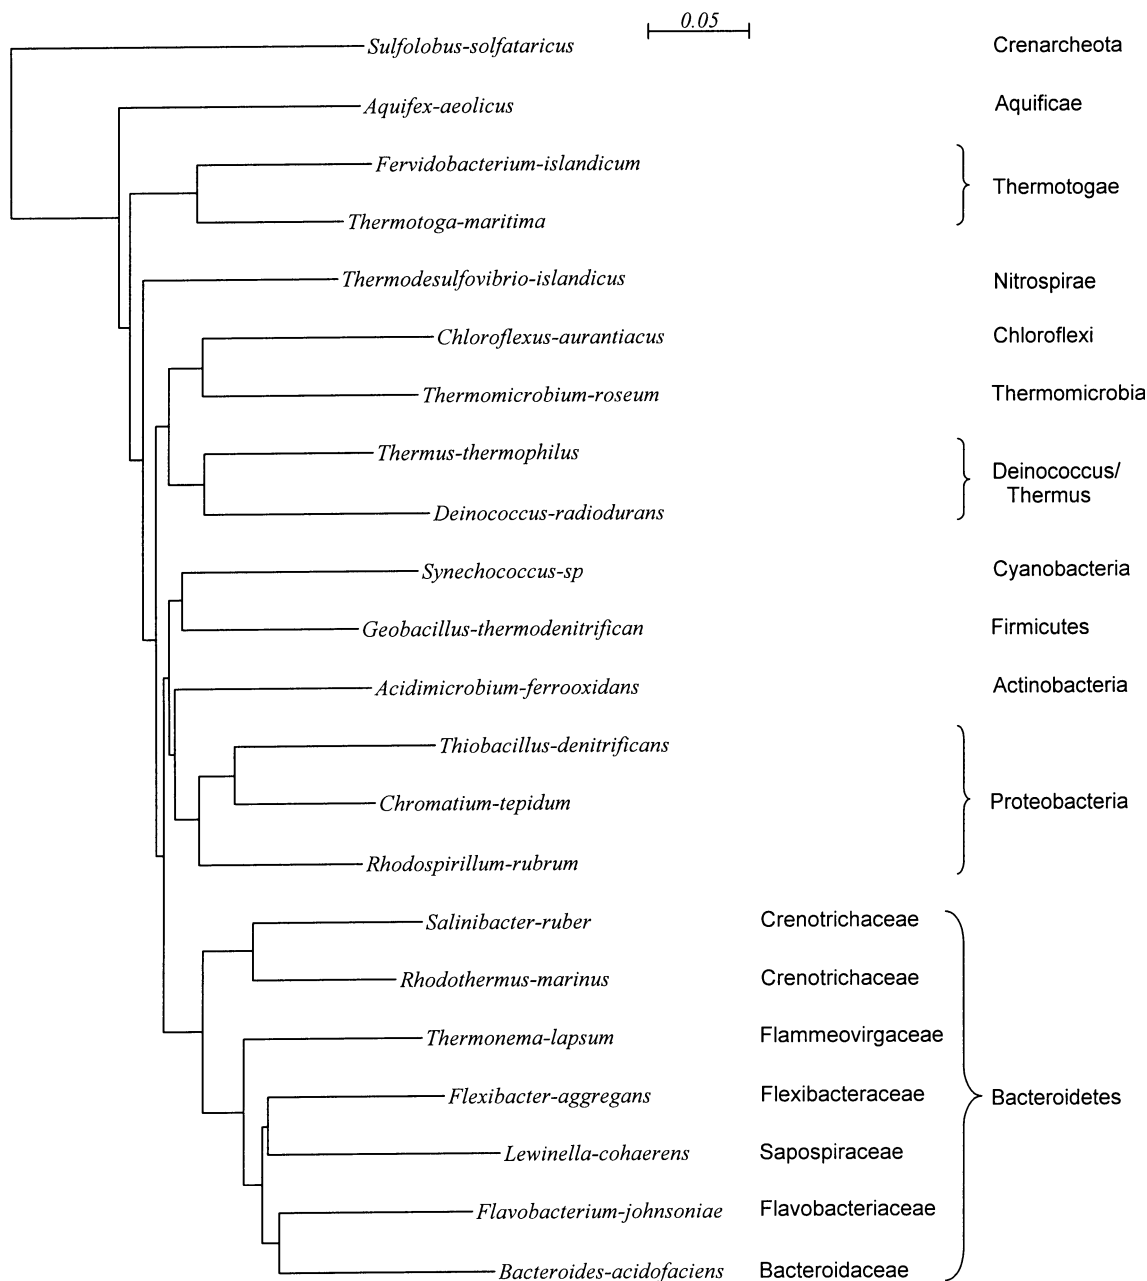 0.05
Sulfolobus-solfataricus Crenarcheota
Aquifex-aeolicus Aquificae
Fervidobacterium-islandicum
Thermotogae
Thermotoga-maritima
Thermodesulfovibrio-islandicus Nitrospirae
Chloroflexus-aurantiacus Chloroflexi
Thermomicrobium-roseum Thermomicrobia
Thermus-thermophilus
Deinococcus/
Thermus
Deinococcus-radiodurans
Synechococcus-sp Cyanobacteria
Geobacillus-thermodenitrifican Firmicutes
Acidimicrobium-ferrooxidans Actinobacteria
Thiobacillus-denitrificans
Chromatium-tepidum Proteobacteria
Rhodospirillum-rubrum
Salinibacter-ruber Crenotrichaceae
Rhodothermus-marinus Crenotrichaceae
Thermonema-lapsum Flammeovirgaceae
Flexibacter-aggregans Flexibacteraceae Bacteroidetes
Lewinella-cohaerens Sapospiraceae
Flavobacterium-johnsoniae Flavobacteriaceae
Bacteroides-acidofaciens Bacteroidaceae